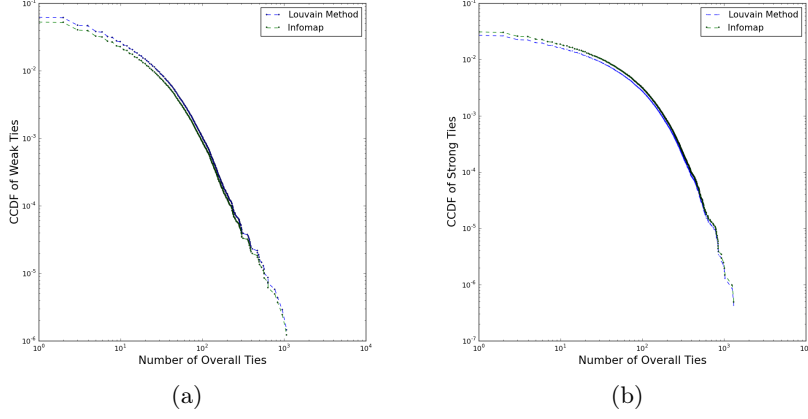 10^-1
Louvain Method
Infomap
10^-2
10^-3
10^-4
10^-5
10^-6
CCDF of Weak Ties
10^0 10^1 10^2 10^3 10^4
Number of Overall Ties
(a)
10^-1
Louvain Method
Infomap
10^-2
10^-3
10^-4
10^-5
10^-6
10^-7
CCDF of Strong Ties
10^0 10^1 10^2 10^3 10^4
Number of Overall Ties
(b)